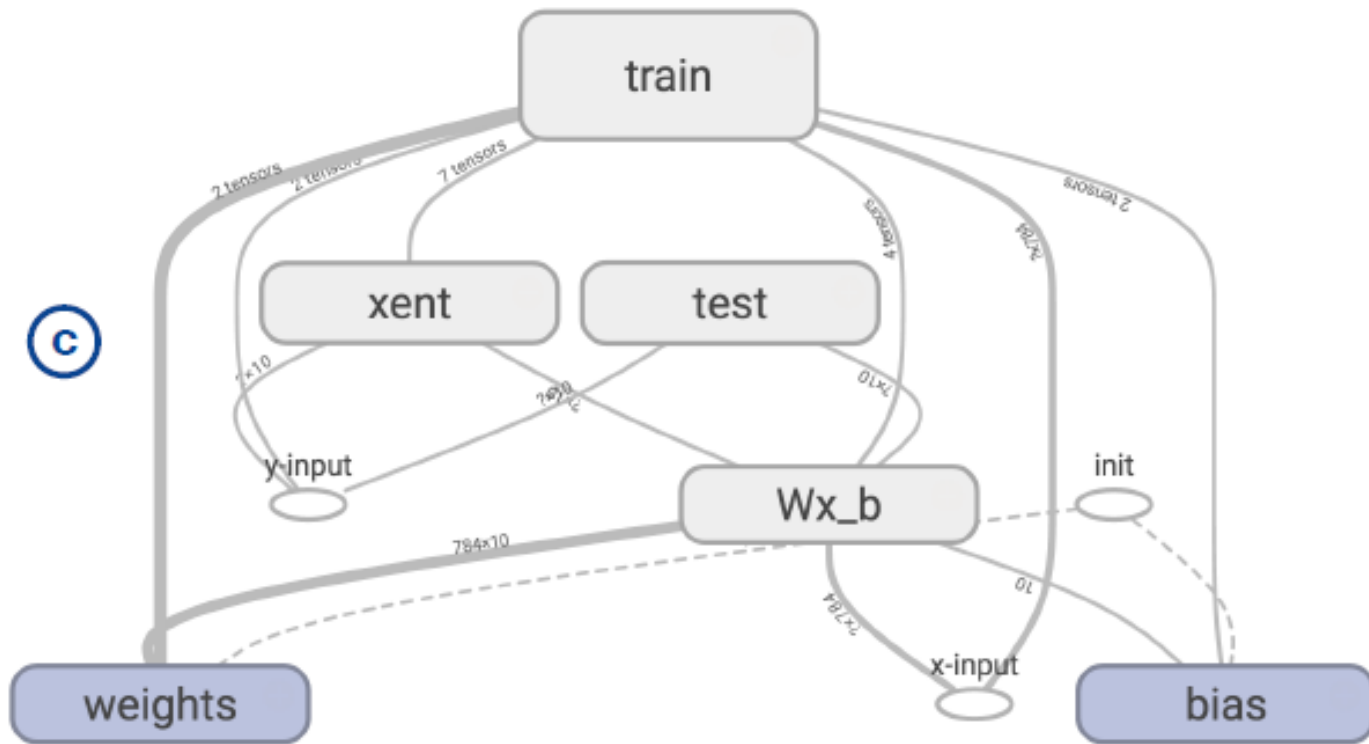 train
2 tensors
2 tensors
7 tensors
4 tensors
?x784
2 tensors
xent
test
c
?×10
?×10
?×10
y-input
init
Wx_b
784×10
?×784
10
x-input
weights
bias